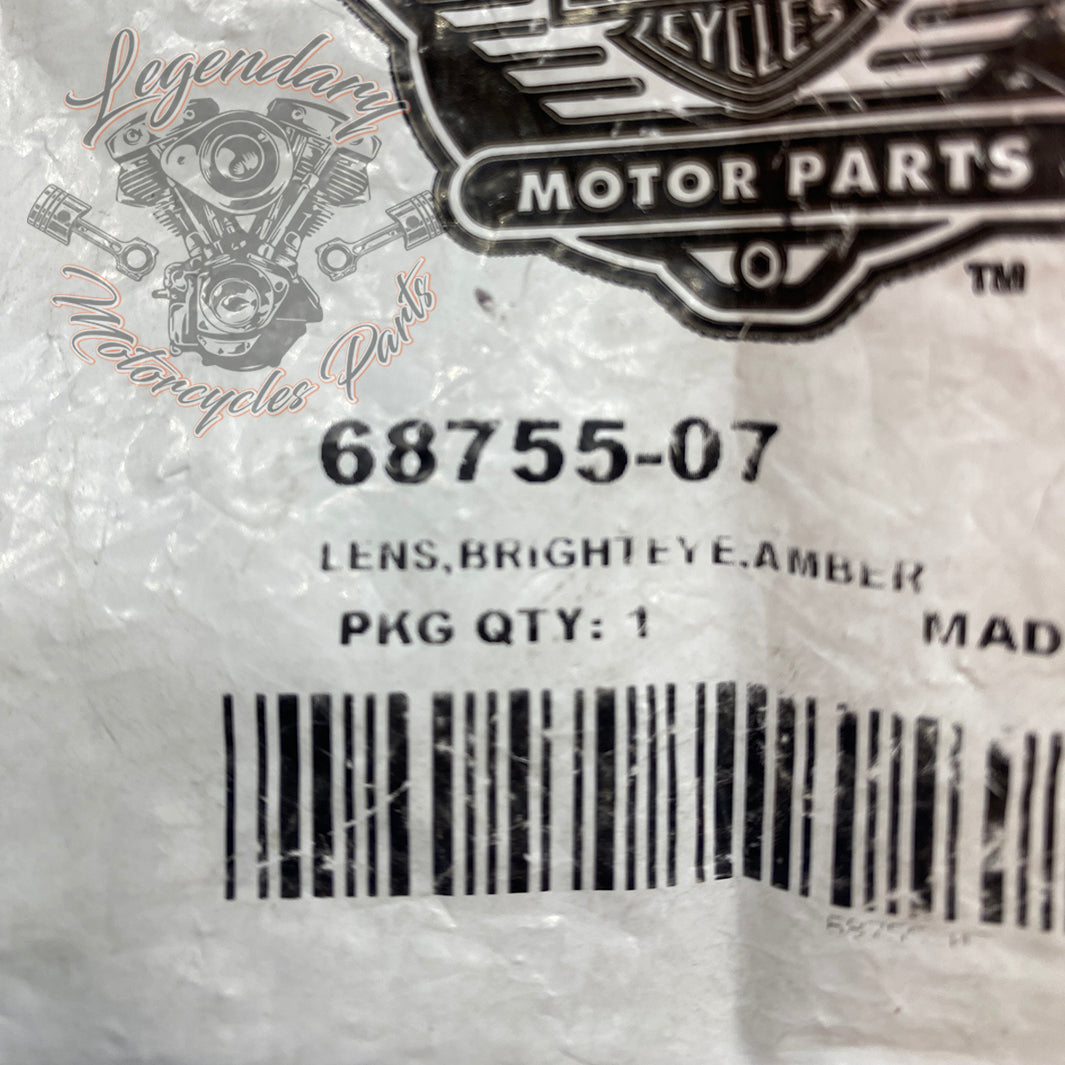 CYCLES
MOTOR PARTS
TM
Legendary
Motorcycles Parts
68755-07
LENS,BRIGHTEYE,AMBER
PKG QTY: 1 MAD